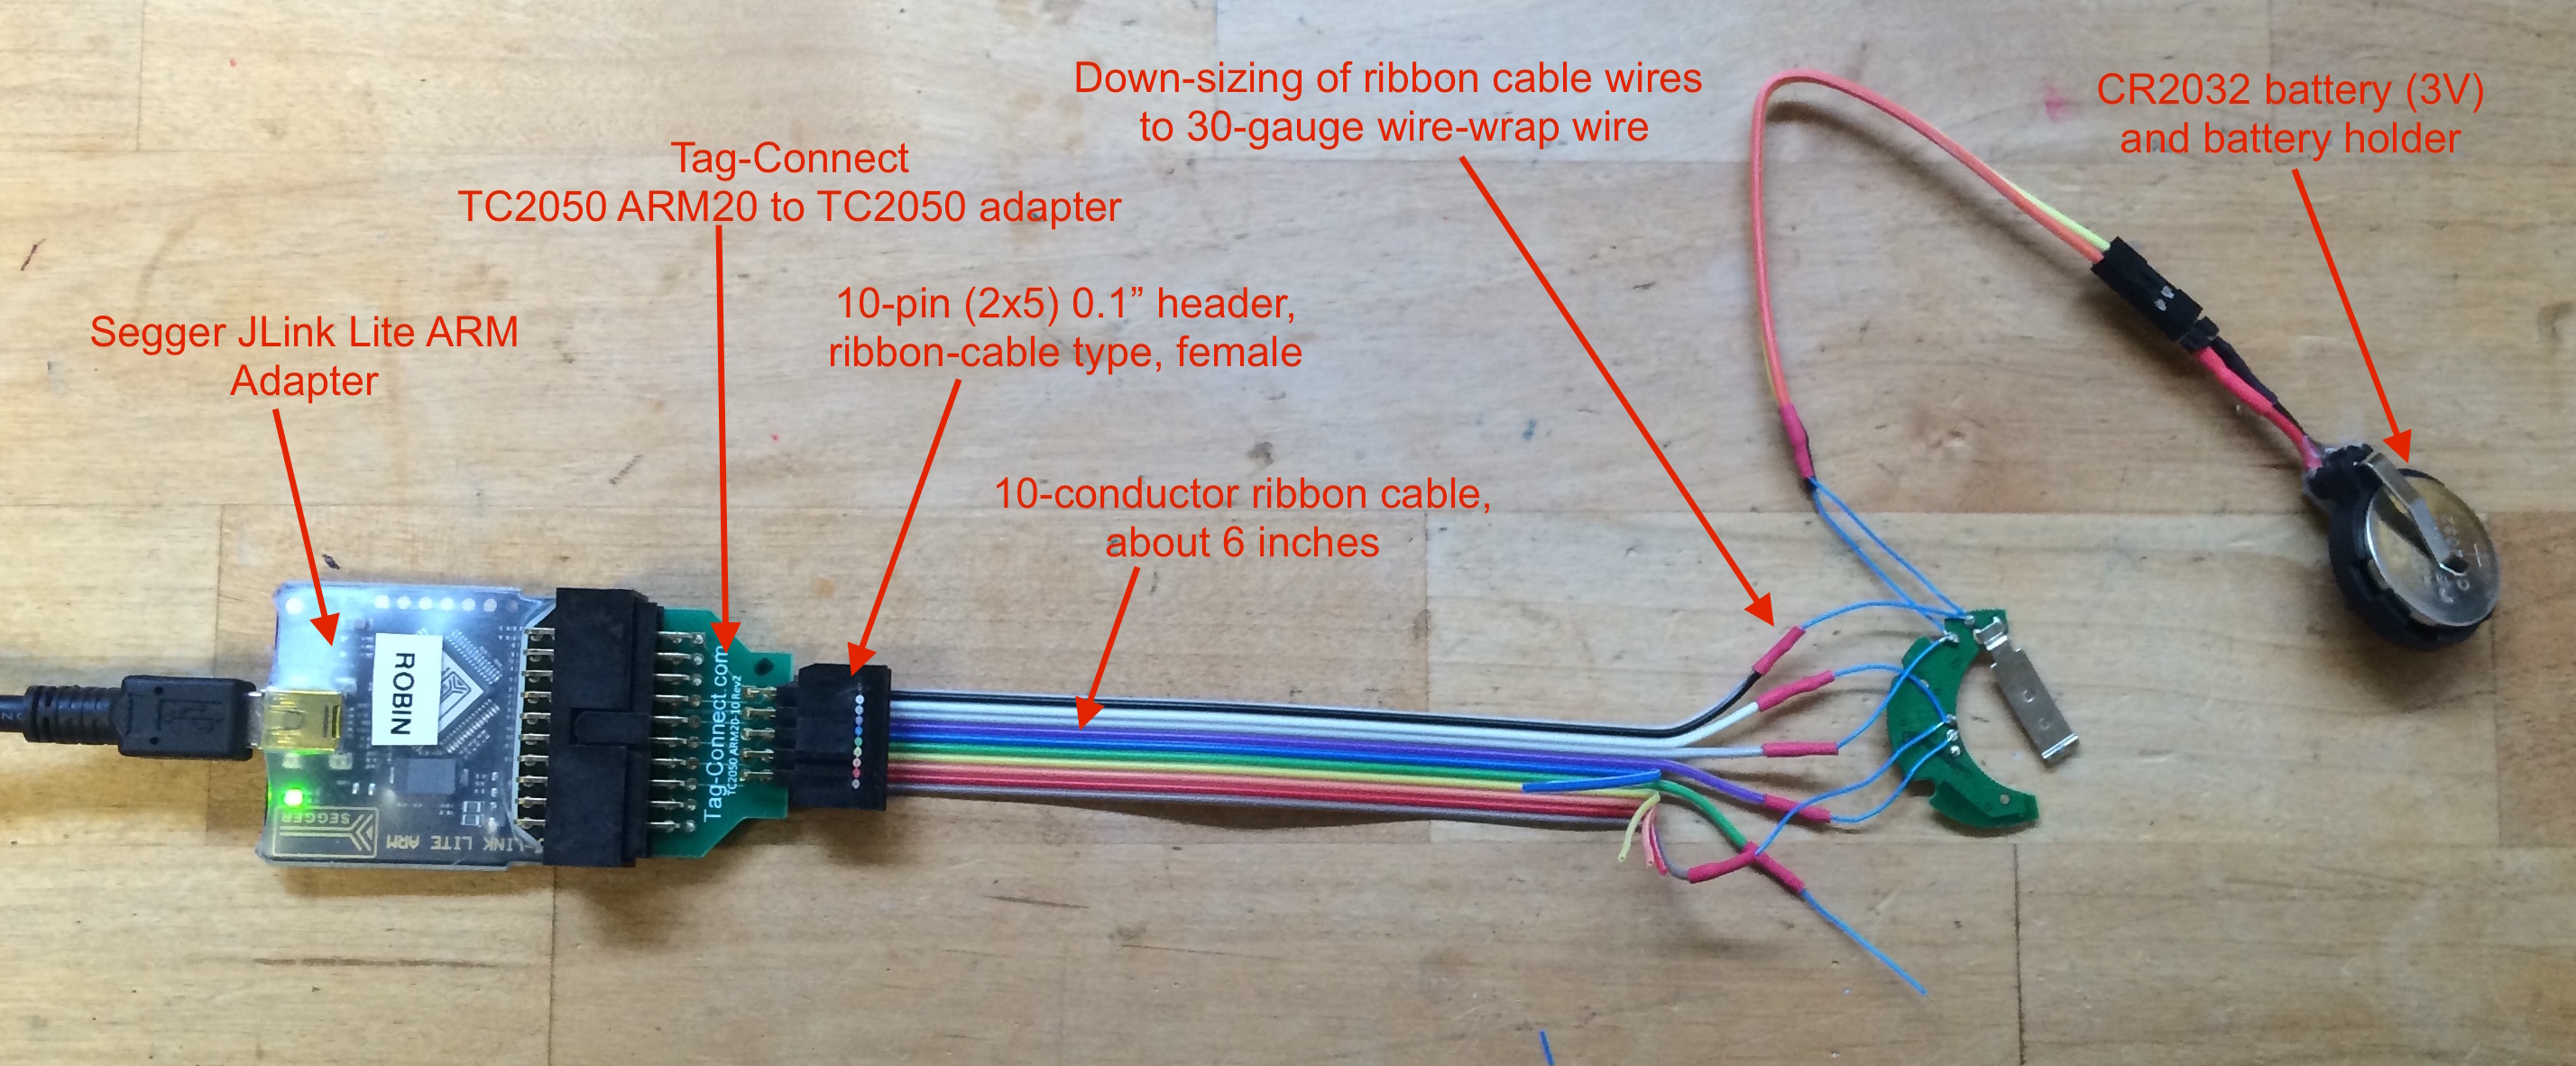 Down-sizing of ribbon cable wires
to 30-gauge wire-wrap wire
CR2032 battery (3V)
and battery holder
Tag-Connect
TC2050 ARM20 to TC2050 adapter
10-pin (2x5) 0.1” header,
ribbon-cable type, female
Segger JLink Lite ARM
Adapter
10-conductor ribbon cable,
about 6 inches
ROBIN
Tag-Connect.com
TC2050 ARM20-10 Rev2
SEGGER
J-LINK LITE ARM